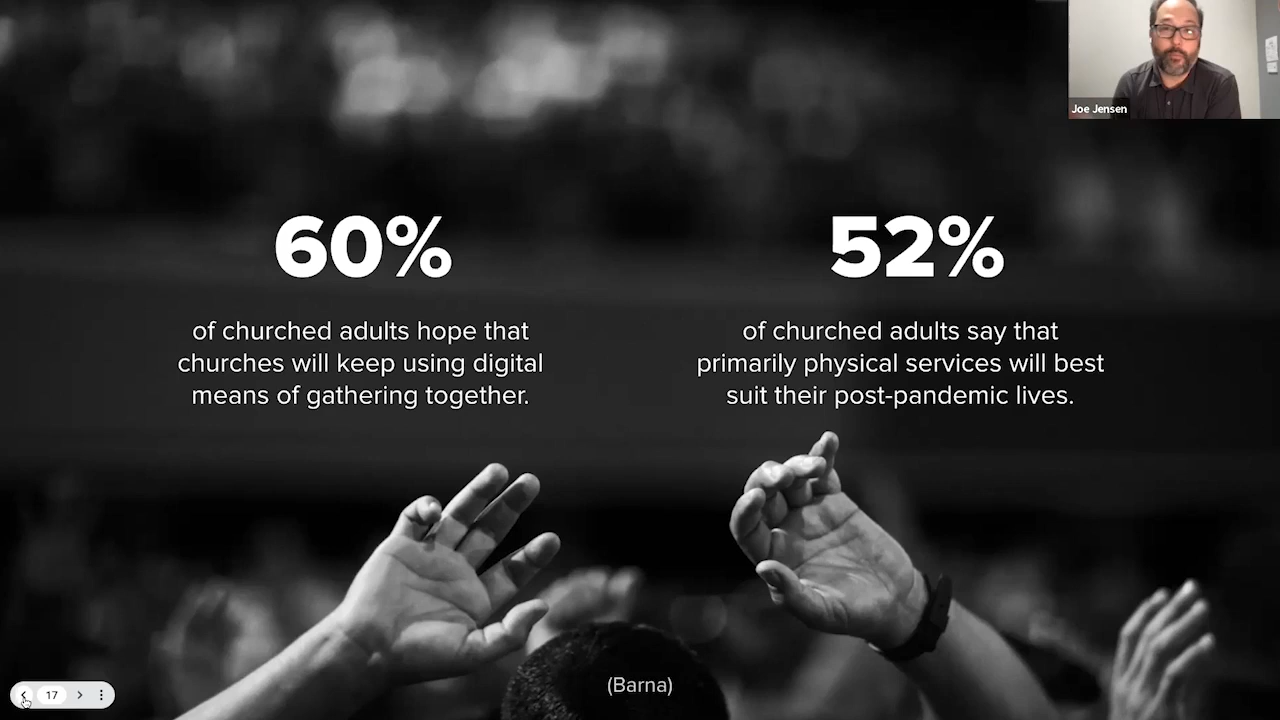 Joe Jensen
60%
of churched adults hope that
churches will keep using digital
means of gathering together.
52%
of churched adults say that
primarily physical services will best
suit their post-pandemic lives.
(Barna)
17